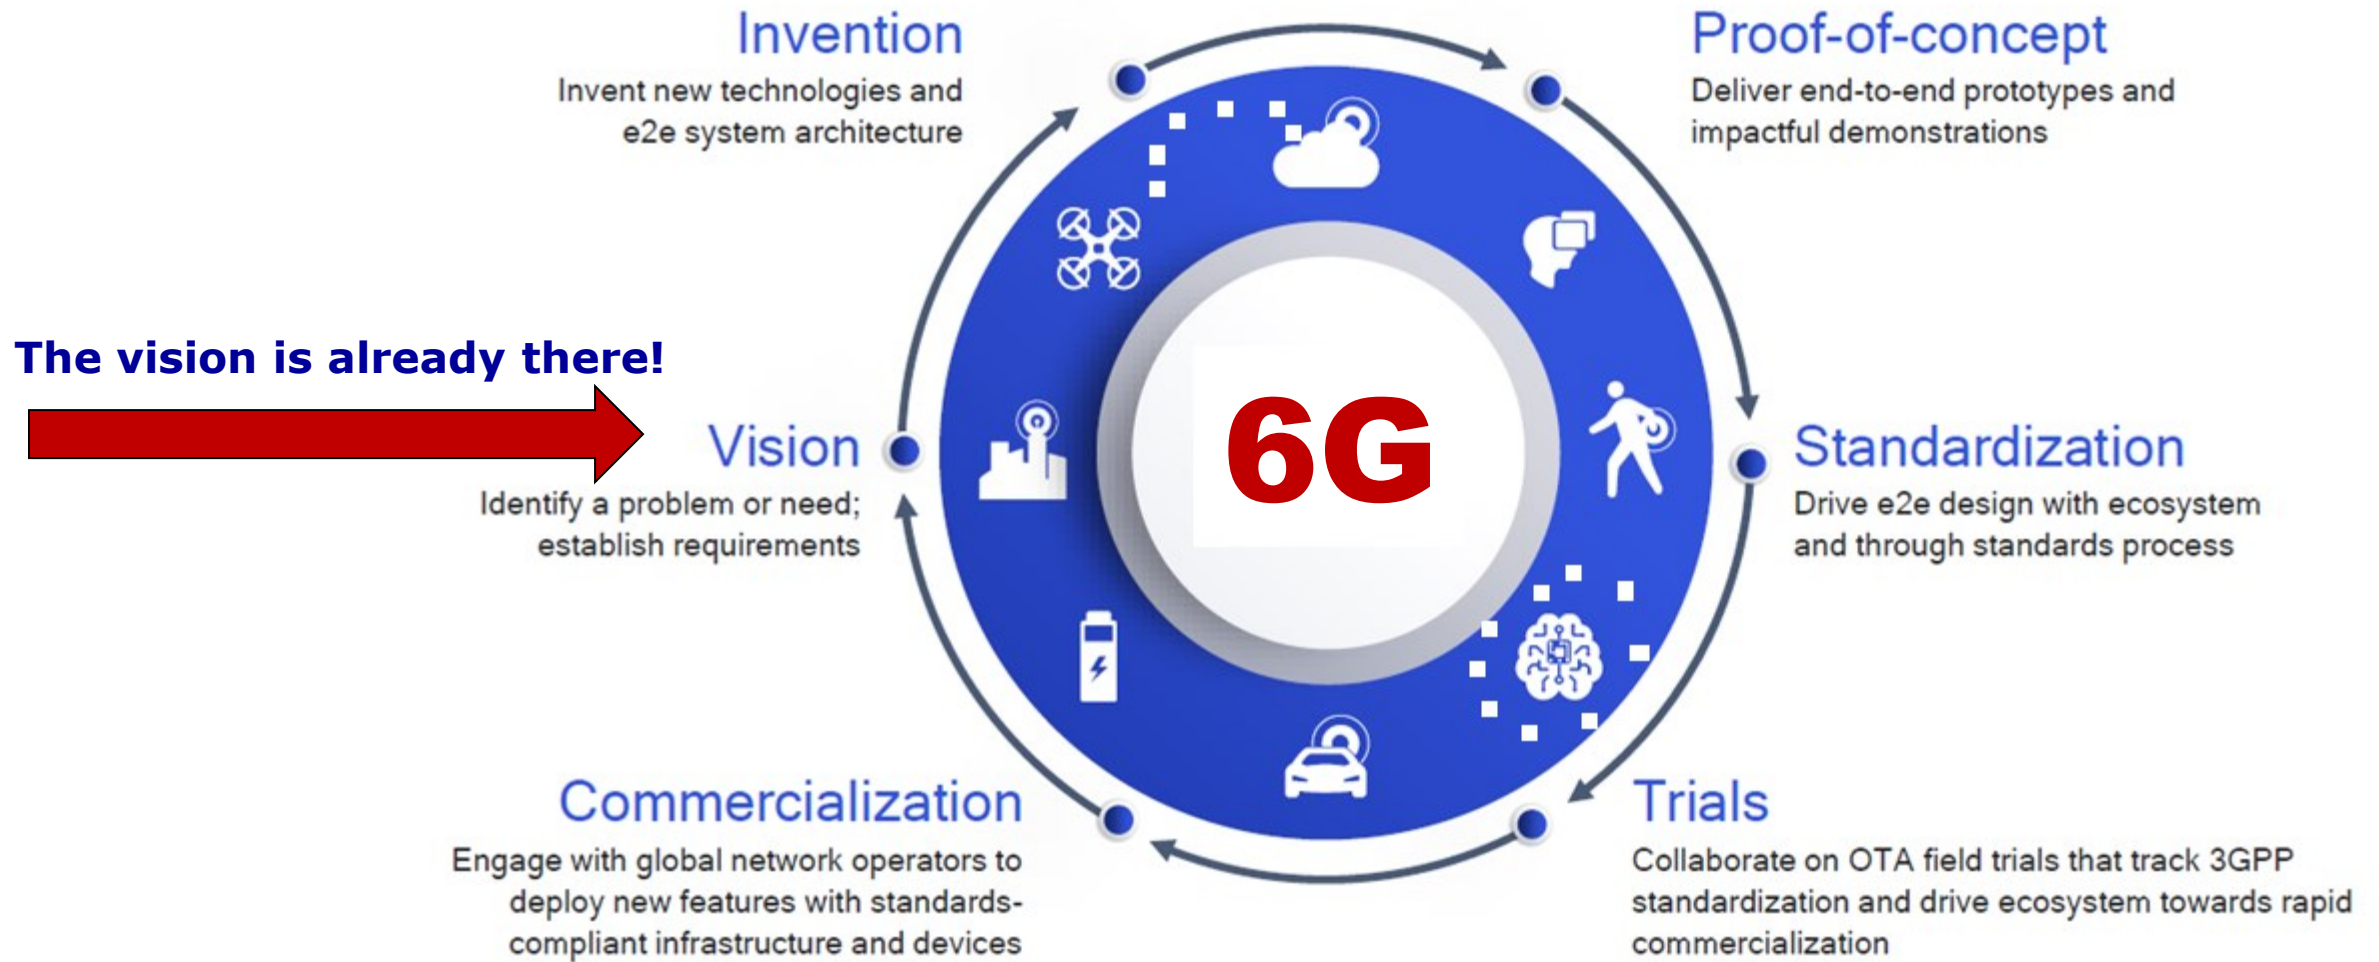 Invention
Invent new technologies and
e2e system architecture
Proof-of-concept
Deliver end-to-end prototypes and
impactful demonstrations
The vision is already there!
Vision
Identify a problem or need;
establish requirements
6G
Standardization
Drive e2e design with ecosystem
and through standards process
Commercialization
Engage with global network operators to
deploy new features with standards-
compliant infrastructure and devices
Trials
Collaborate on OTA field trials that track 3GPP
standardization and drive ecosystem towards rapid
commercialization